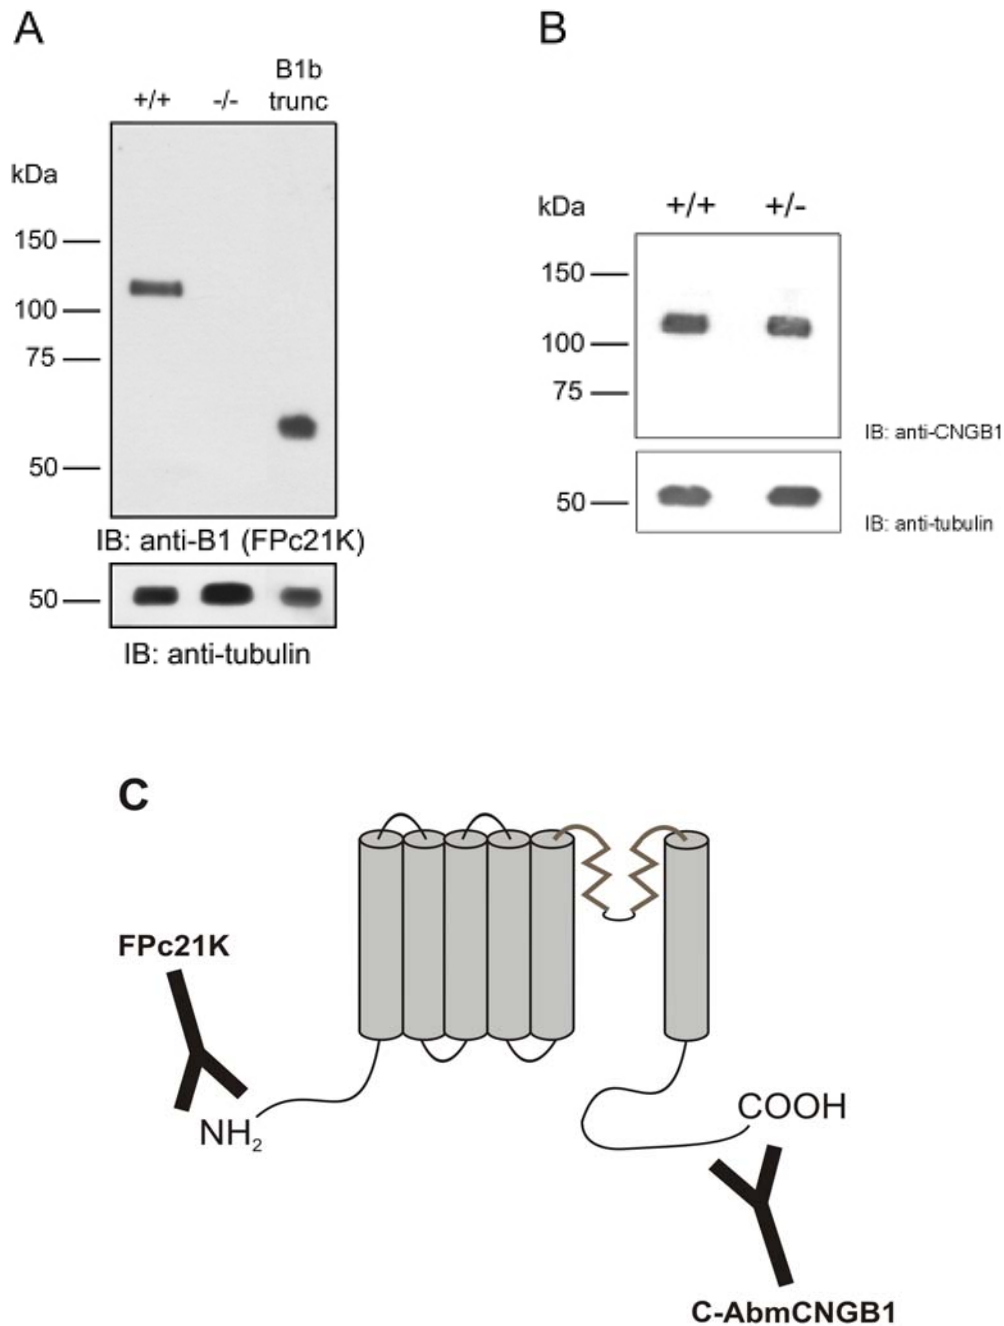 A
B1b
+/+ -/- trunc
kDa
150
100
75
50
IB: anti-B1 (FPc21K)
50
IB: anti-tubulin
B
kDa +/+ +/-
150
100
75
IB: anti-CNGB1
50
IB: anti-tubulin
C
FPc21K
NH2
COOH
C-AbmCNGB1